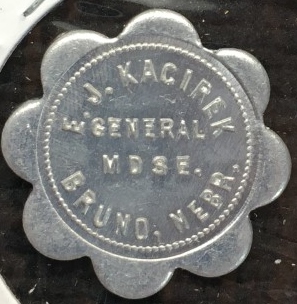 E. J. KACIREK
GENERAL
MDSE.
BRUNO, NEBR.